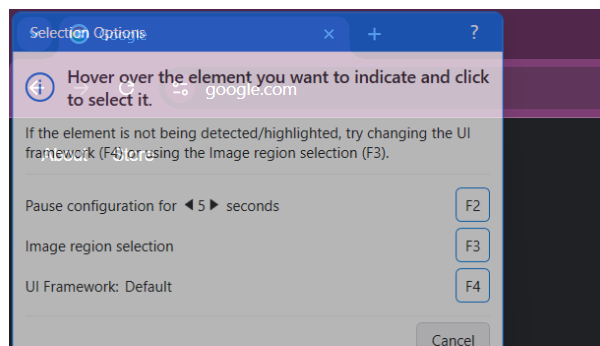 Selection Options
Google
?
Hover over the element you want to indicate and click
to select it.
google.com
If the element is not being detected/highlighted, try changing the UI
framework (F4) or using the Image region selection (F3).
About Store
Pause configuration for 5 seconds F2
Image region selection F3
UI Framework: Default F4
Cancel